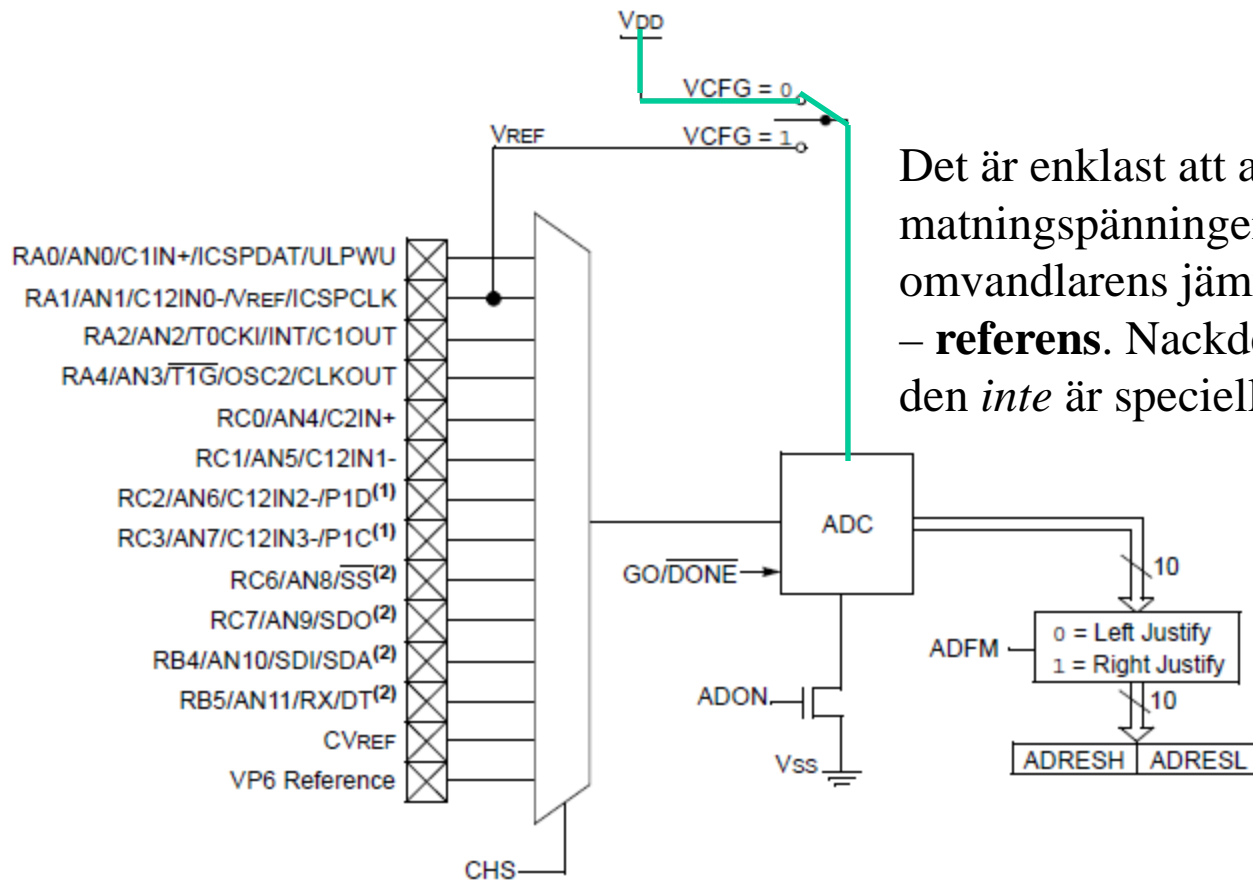 VDD
VCFG = 0
VREF
VCFG = 1
Det är enklast att a
matningspänningen
omvandlarens jäm
– referens. Nackde
den inte är speciell
RA0/AN0/C1IN+/ICSPDAT/ULPWU
RA1/AN1/C12IN0-/VREF/ICSPCLK
RA2/AN2/T0CKI/INT/C1OUT
RA4/AN3/T1G/OSC2/CLKOUT
RC0/AN4/C2IN+
RC1/AN5/C12IN1-
RC2/AN6/C12IN2-/P1D(1)
RC3/AN7/C12IN3-/P1C(1)
RC6/AN8/SS(2)
RC7/AN9/SDO(2)
RB4/AN10/SDI/SDA(2)
RB5/AN11/RX/DT(2)
CVREF
VP6 Reference
CHS
ADC
GO/DONE
10
ADFM
0 = Left Justify
1 = Right Justify
10
ADON
VSS
ADRESH ADRESL